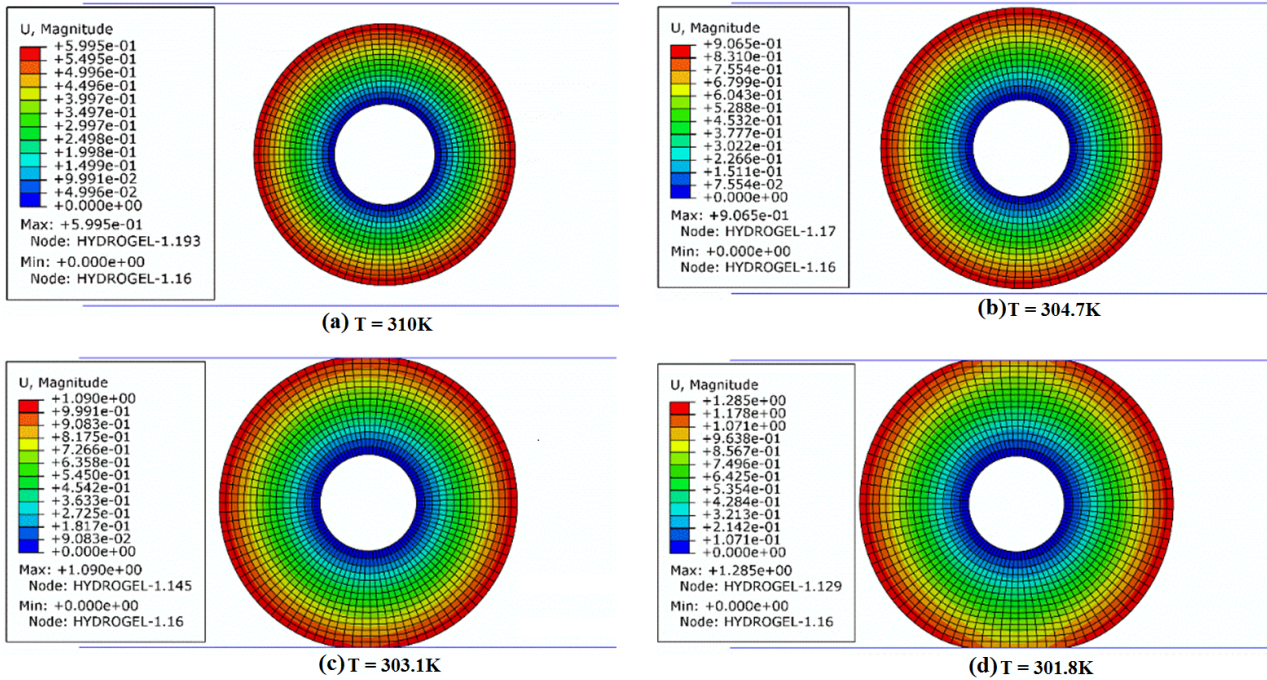 U, Magnitude
+5.995e-01
+5.495e-01
+4.996e-01
+4.496e-01
+3.997e-01
+3.497e-01
+2.997e-01
+2.498e-01
+1.998e-01
+1.499e-01
+9.991e-02
+4.996e-02
+0.000e+00
Max: +5.995e-01
Node: HYDROGEL-1.193
Min: +0.000e+00
Node: HYDROGEL-1.16
(a) T = 310K
U, Magnitude
+9.065e-01
+8.310e-01
+7.554e-01
+6.799e-01
+6.043e-01
+5.288e-01
+4.532e-01
+3.777e-01
+3.022e-01
+2.266e-01
+1.511e-01
+7.554e-02
+0.000e+00
Max: +9.065e-01
Node: HYDROGEL-1.17
Min: +0.000e+00
Node: HYDROGEL-1.16
(b) T = 304.7K
U, Magnitude
+1.090e+00
+9.991e-01
+9.083e-01
+8.175e-01
+7.266e-01
+6.358e-01
+5.450e-01
+4.542e-01
+3.633e-01
+2.725e-01
+1.817e-01
+9.083e-02
+0.000e+00
Max: +1.090e+00
Node: HYDROGEL-1.145
Min: +0.000e+00
Node: HYDROGEL-1.16
(c) T = 303.1K
U, Magnitude
+1.285e+00
+1.178e+00
+1.071e+00
+9.638e-01
+8.567e-01
+7.496e-01
+6.425e-01
+5.354e-01
+4.284e-01
+3.213e-01
+2.142e-01
+1.071e-01
+0.000e+00
Max: +1.285e+00
Node: HYDROGEL-1.129
Min: +0.000e+00
Node: HYDROGEL-1.16
(d) T = 301.8K